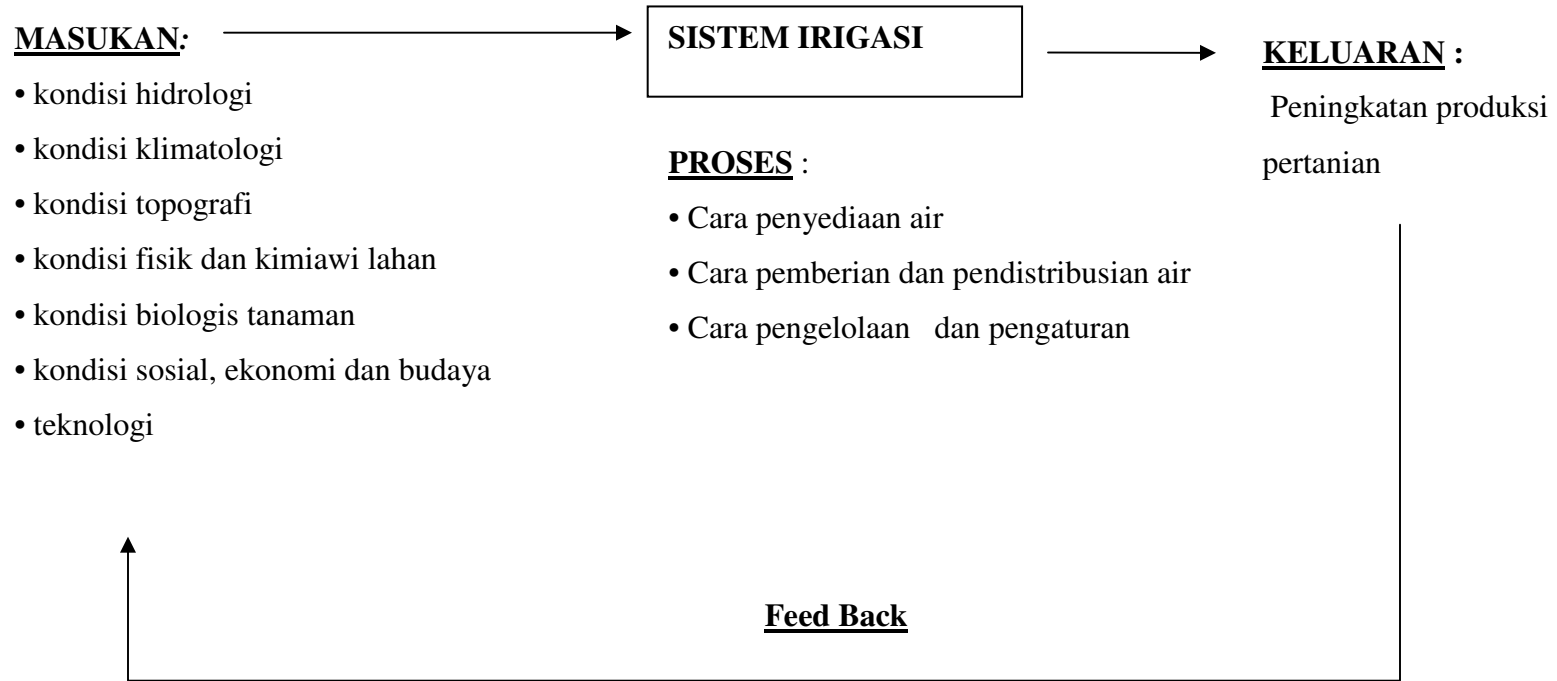 MASUKAN:
• kondisi hidrologi
• kondisi klimatologi
• kondisi topografi
• kondisi fisik dan kimiawi lahan
• kondisi biologis tanaman
• kondisi sosial, ekonomi dan budaya
• teknologi
SISTEM IRIGASI
PROSES :
• Cara penyediaan air
• Cara pemberian dan pendistribusian air
• Cara pengelolaan dan pengaturan
KELUARAN :
Peningkatan produksi
pertanian
Feed Back